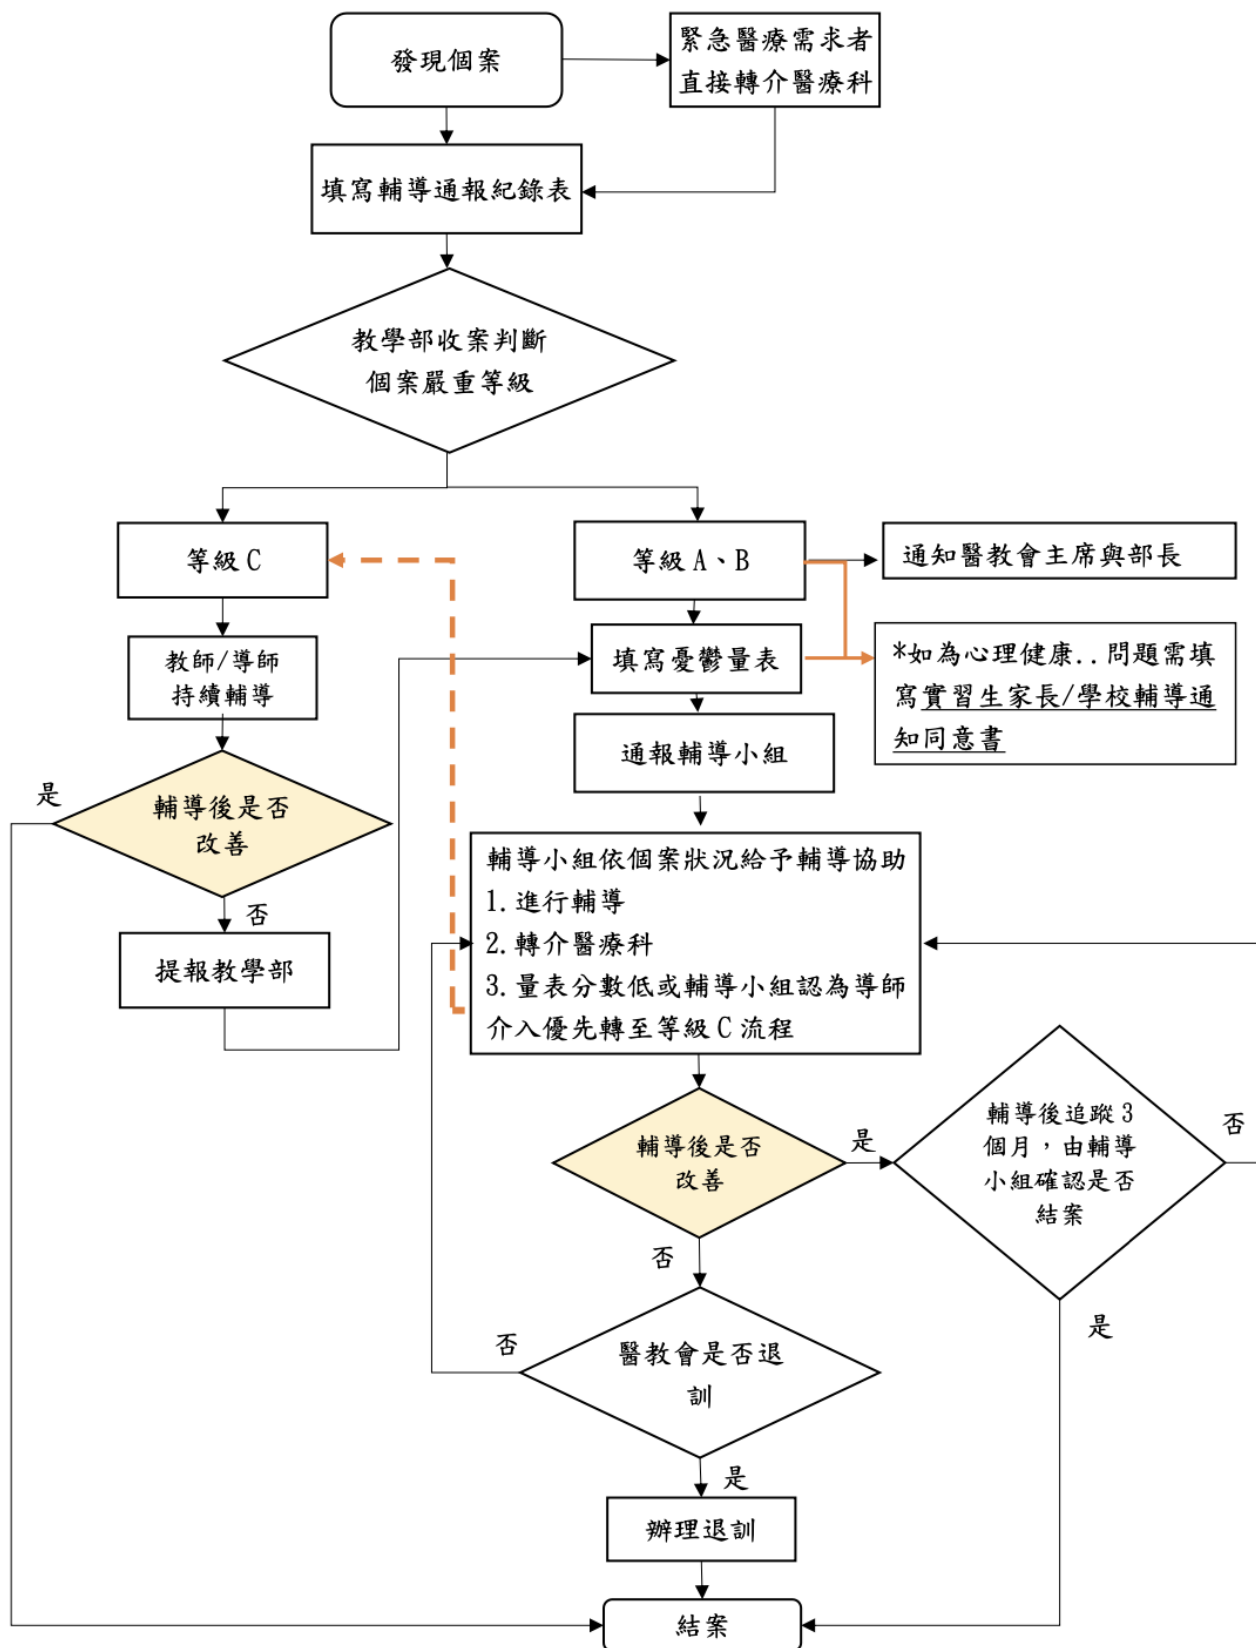 發現個案
緊急醫療需求者
直接轉介醫療科
填寫輔導通報紀錄表
教學部收案判斷
個案嚴重等級
等級 C
等級 A、B
通知醫教會主席與部長
教師/導師
持續輔導
填寫憂鬱量表
*如為心理健康..問題需填
寫實習生家長/學校輔導通
知同意書
通報輔導小組
是
輔導後是否
改善
否
提報教學部
輔導小組依個案狀況給予輔導協助
1.進行輔導
2.轉介醫療科
3.量表分數低或輔導小組認為導師
介入優先轉至等級 C 流程
輔導後是否
改善
是
輔導後追蹤 3
個月，由輔導
小組確認是否
結案
否
否
是
否
醫教會是否退
訓
是
辦理退訓
結案